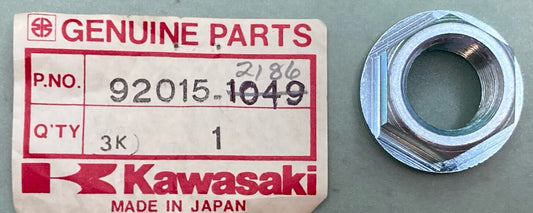 GENUINE PARTS
2186
P.NO. 92015-1049
Q'TY 3K) 1
Kawasaki
MADE IN JAPAN